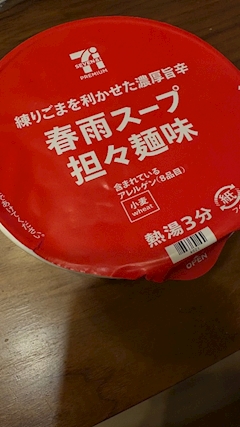 SEVEN
PREMIUM
練りごまを利かせた濃厚旨辛
春雨スープ
担々麺味
含まれている
アレルゲン(8品目)
小麦
wheat
熱湯3分
紙
OPEN